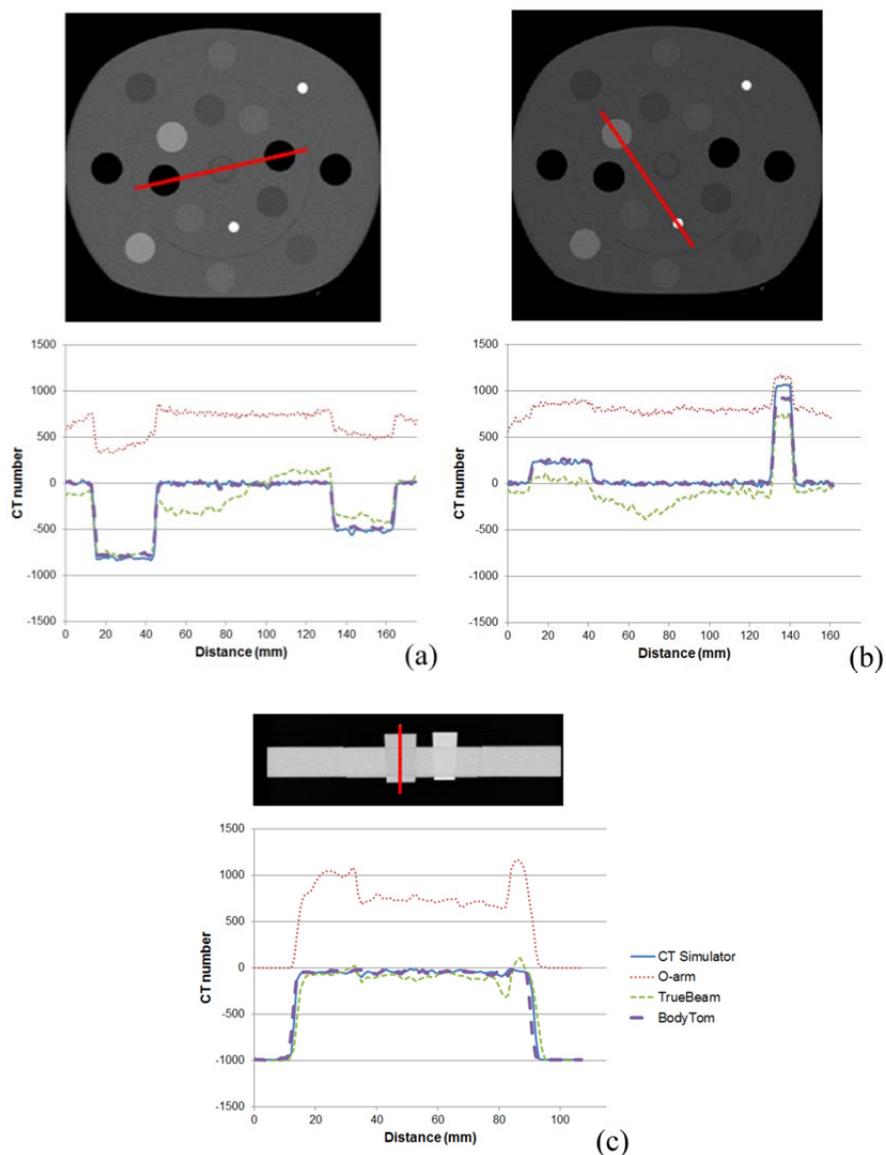 1500
1000
500
0
-500
-1000
-1500
CT number
0 20 40 60 80 100 120 140 160
Distance (mm)
(a)
1500
1000
500
0
-500
-1000
-1500
CT number
0 20 40 60 80 100 120 140 160
Distance (mm)
(b)
1500
1000
500
0
-500
-1000
-1500
CT number
0 20 40 60 80 100
Distance (mm)
CT Simulator
O-arm
TrueBeam
BodyTom
(c)